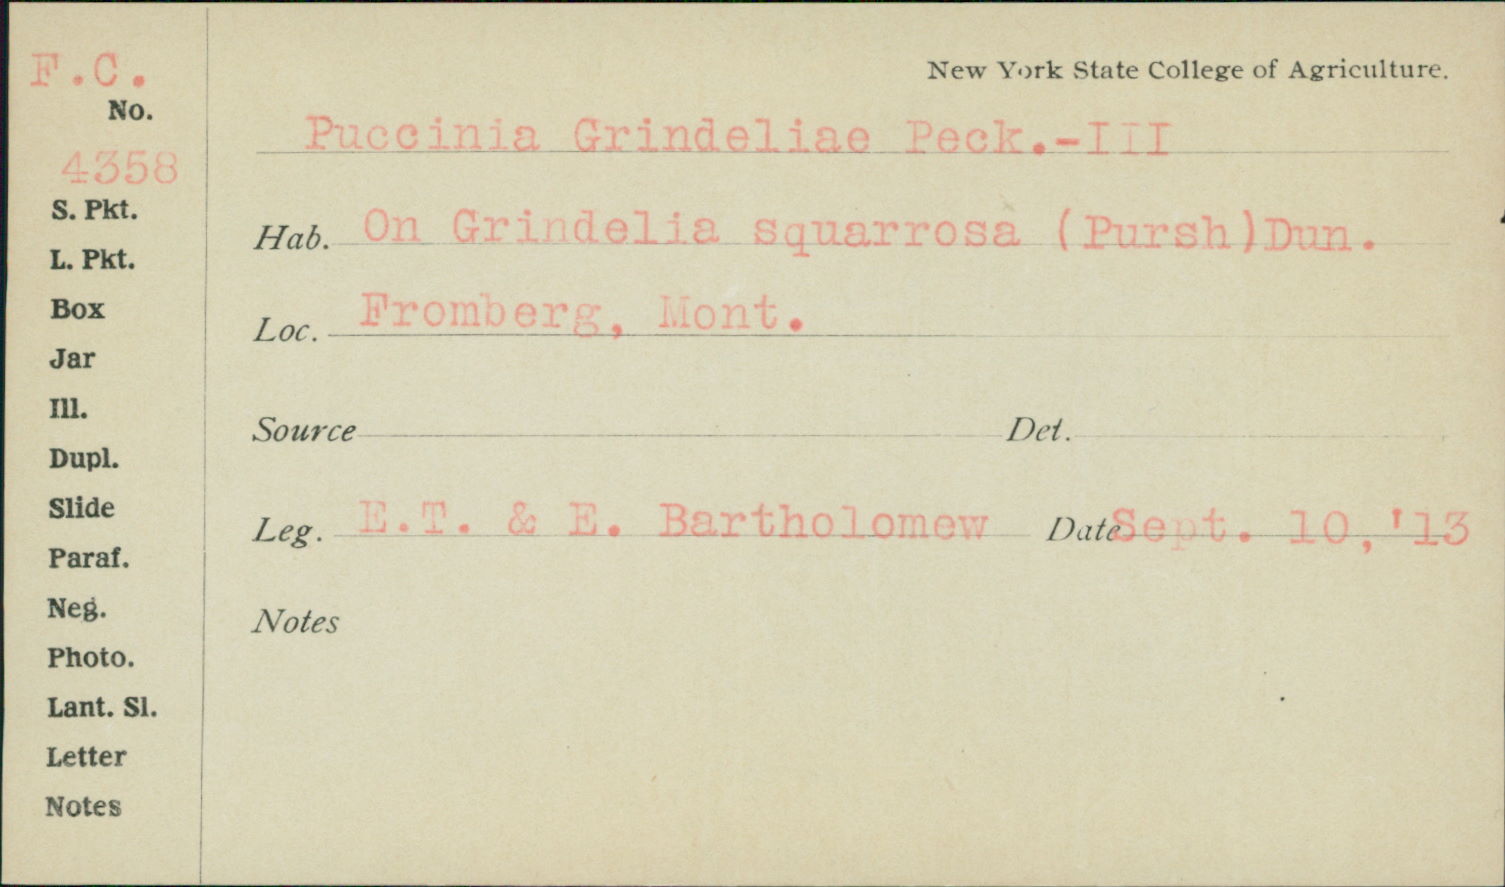 F.C.
No.
4358
S. Pkt.
L. Pkt.
Box
Jar
Ill.
Dupl.
Slide
Paraf.
Neg.
Photo.
Lant. Sl.
Letter
Notes
New York State College of Agriculture.
Puccinia Grindeliae Peck.-III
Hab. On Grindelia squarrosa (Pursh)Dun.
Loc. Fromberg, Mont.
Source Det.
Leg. E.T. & E. Bartholomew Date Sept. 10,'13
Notes